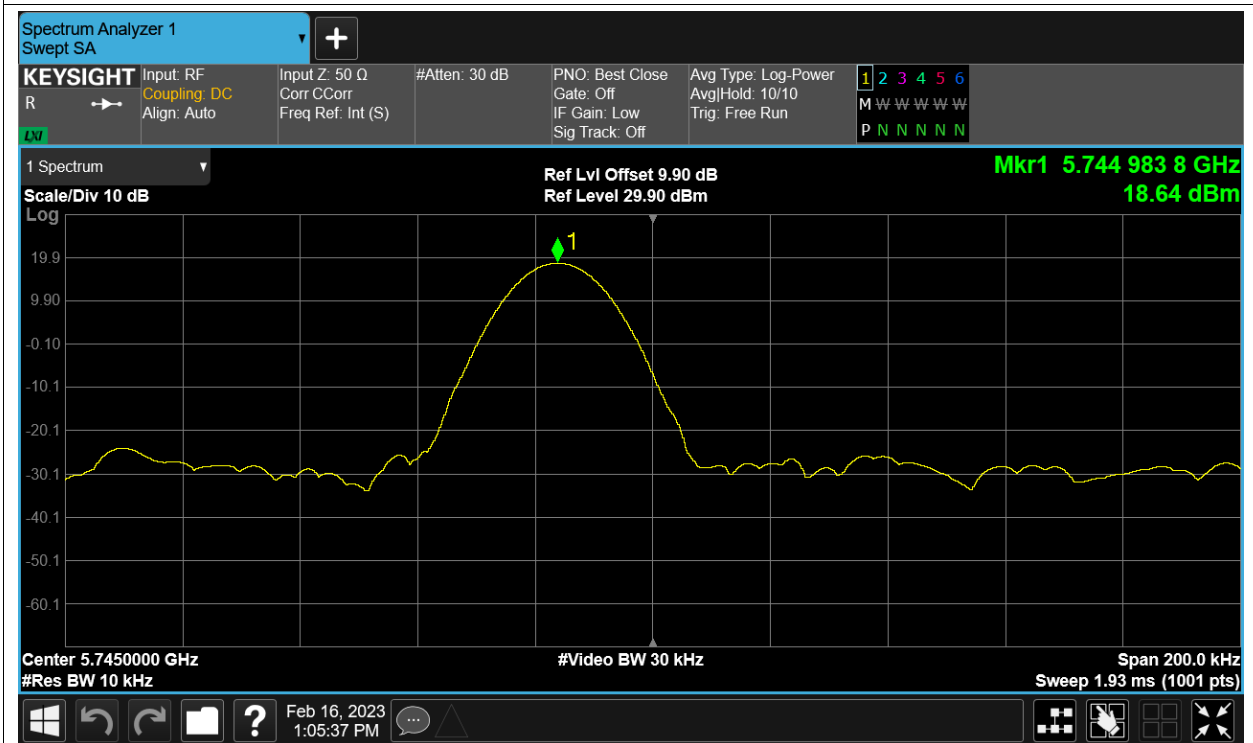 Spectrum Analyzer 1
Swept SA
KEYSIGHT
R
LXI
Input: RF
Coupling: DC
Align: Auto
Input Z: 50 Ω
Corr CCorr
Freq Ref: Int (S)
#Atten: 30 dB
PNO: Best Close
Gate: Off
IF Gain: Low
Sig Track: Off
Avg Type: Log-Power
Avg|Hold: 10/10
Trig: Free Run
1 2 3 4 5 6
M W W W W W
P N N N N N
1 Spectrum
Scale/Div 10 dB
Log
Ref Lvl Offset 9.90 dB
Ref Level 29.90 dBm
Mkr1 5.744 983 8 GHz
18.64 dBm
1
19.9
9.90
-0.10
-10.1
-20.1
-30.1
-40.1
-50.1
-60.1
Center 5.7450000 GHz
#Res BW 10 kHz
#Video BW 30 kHz
Span 200.0 kHz
Sweep 1.93 ms (1001 pts)
?
Feb 16, 2023
1:05:37 PM